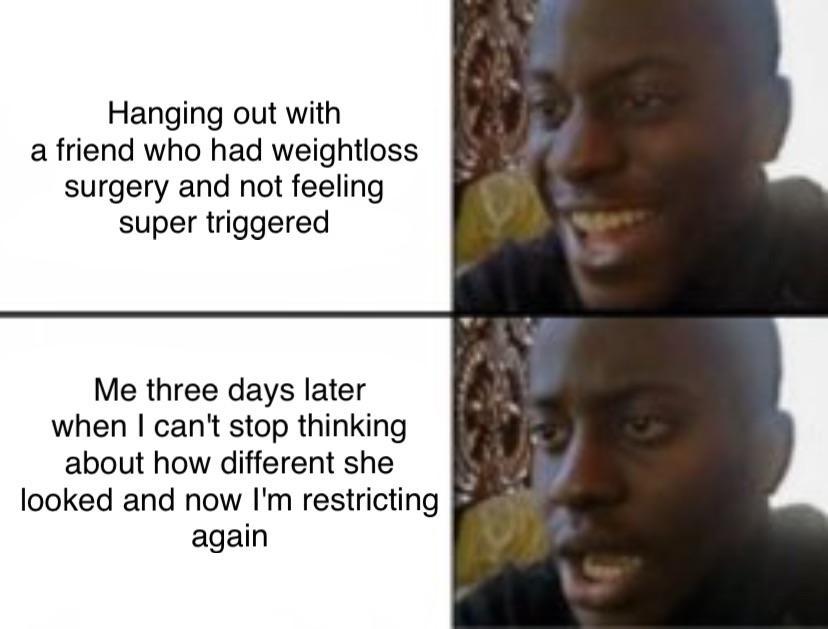 Hanging out with
a friend who had weightloss
surgery and not feeling
super triggered
Me three days later
when I can't stop thinking
about how different she
looked and now I'm restricting
again